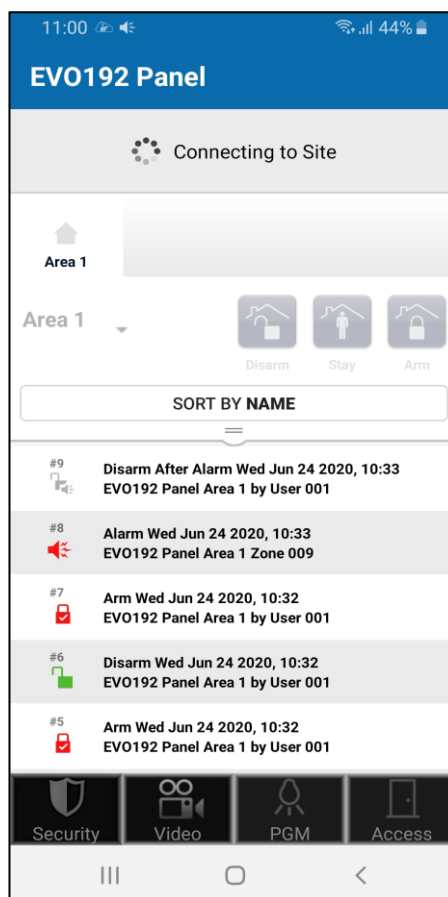 11:00 44%
EVO192 Panel
Connecting to Site
Area 1
Area 1
Disarm Stay Arm
SORT BY NAME
#9
Disarm After Alarm Wed Jun 24 2020, 10:33
EVO192 Panel Area 1 by User 001
#8
Alarm Wed Jun 24 2020, 10:33
EVO192 Panel Area 1 Zone 009
#7
Arm Wed Jun 24 2020, 10:32
EVO192 Panel Area 1 by User 001
#6
Disarm Wed Jun 24 2020, 10:32
EVO192 Panel Area 1 by User 001
#5
Arm Wed Jun 24 2020, 10:32
EVO192 Panel Area 1 by User 001
Security Video PGM Access